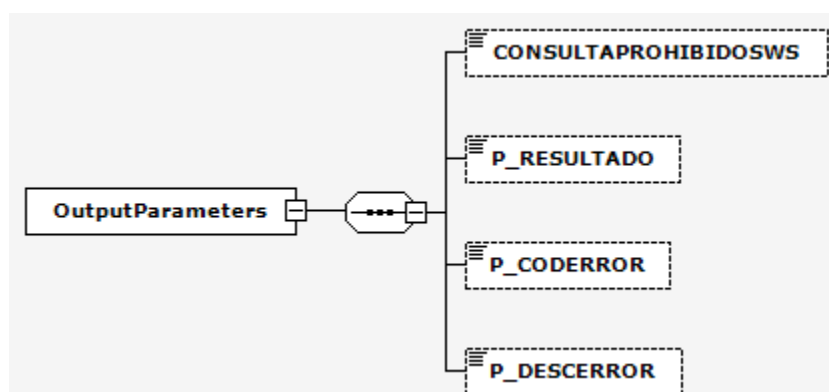 CONSULTAPROHIBIDOSWS
P_RESULTADO
OutputParameters
P_CODERROR
P_DESCERROR